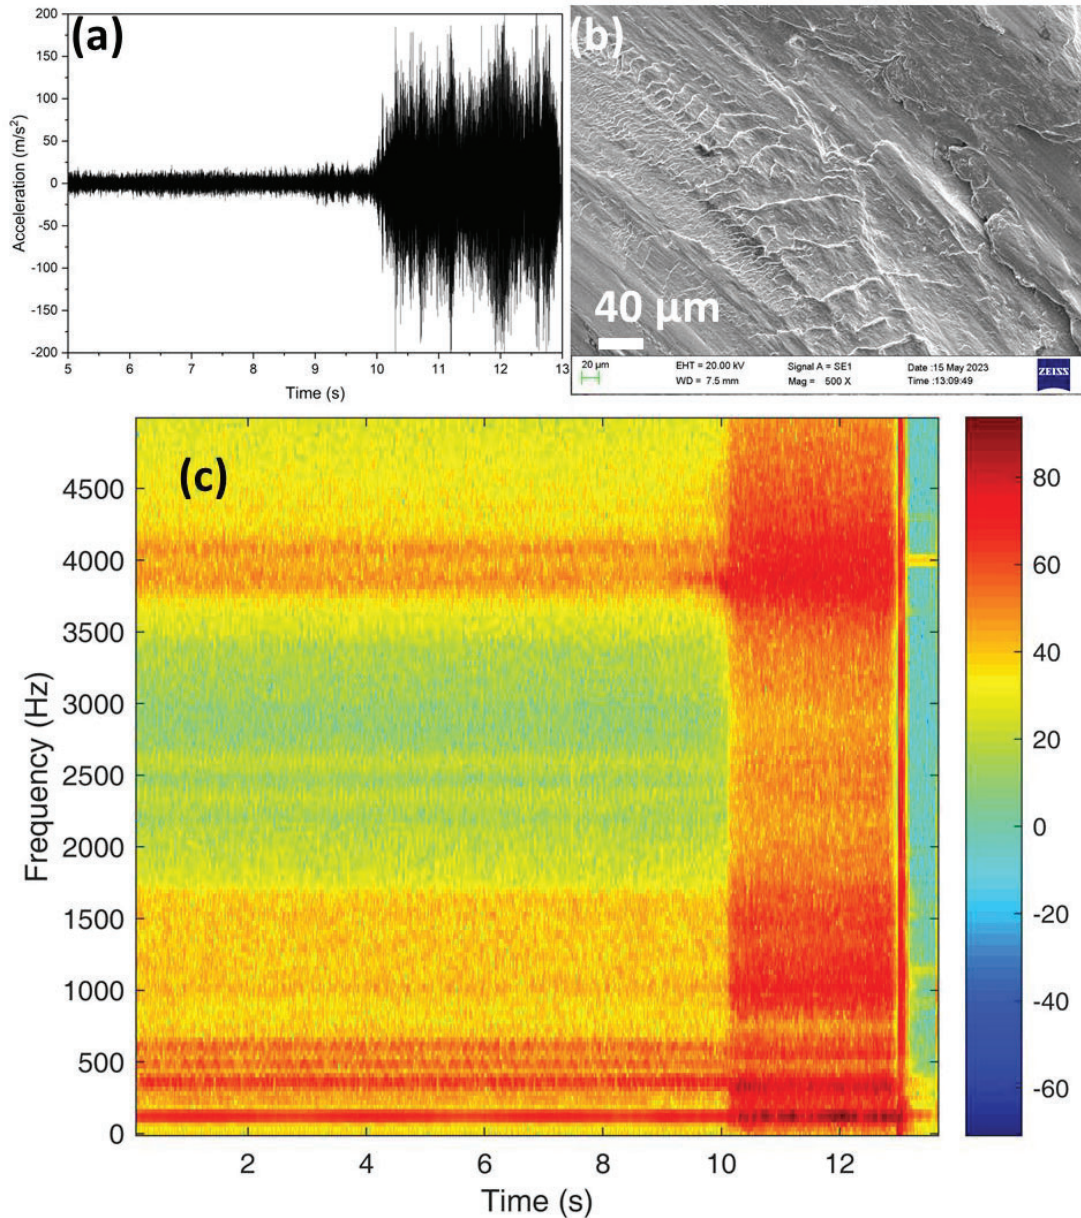 (a)
200
150
100
50
0
-50
-100
-150
-200
Acceleration (m/s²)
5 6 7 8 9 10 11 12 13
Time (s)
(b)
40 μm
20 μm
EHT = 20.00 kV Signal A = SE1 Date :15 May 2023
WD = 7.5 mm Mag = 500 X Time :13:09:49
ZEISS
(c)
4500
4000
3500
3000
2500
2000
1500
1000
500
0
Frequency (Hz)
2 4 6 8 10 12
Time (s)
80
60
40
20
0
-20
-40
-60